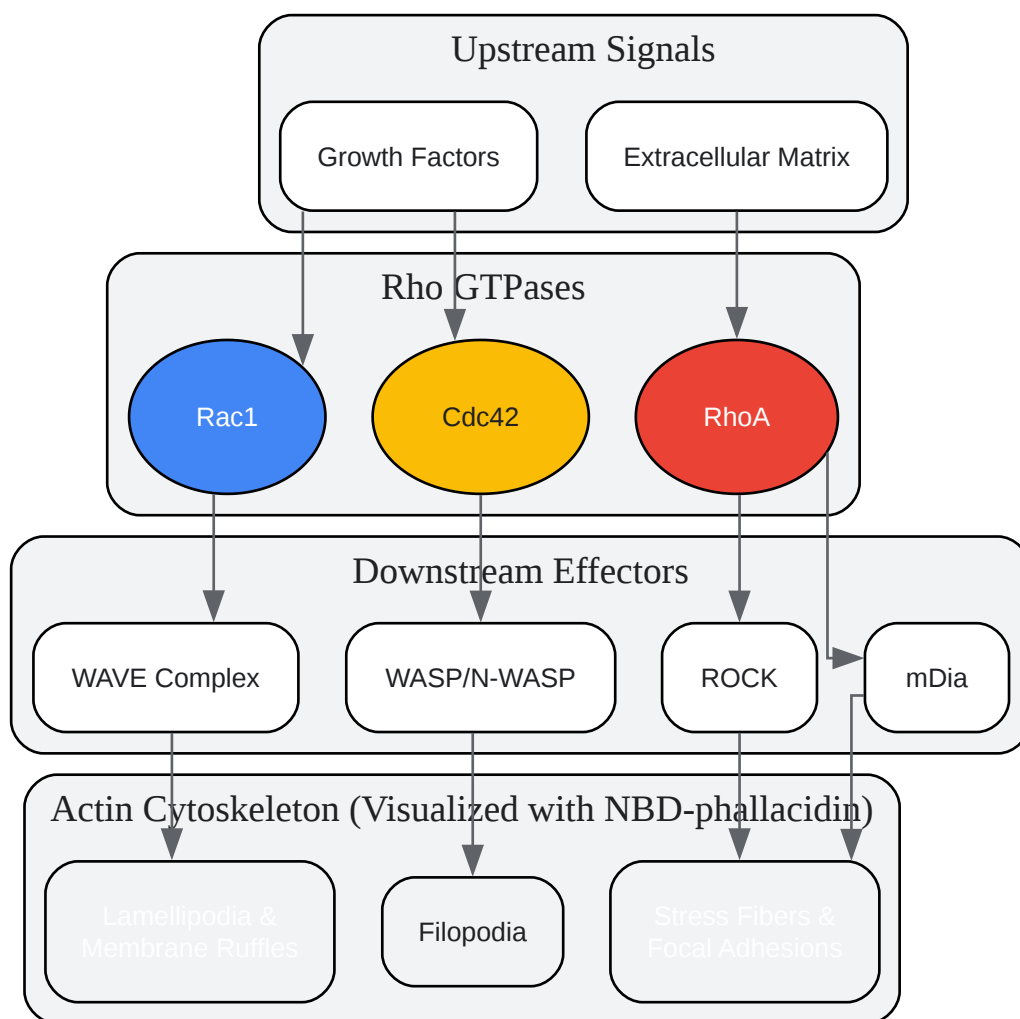 Upstream Signals
Growth Factors
Extracellular Matrix
Rho GTPases
Rac1
Cdc42
RhoA
Downstream Effectors
WAVE Complex
WASP/N-WASP
ROCK
mDia
Actin Cytoskeleton (Visualized with NBD-phallacidin)
Lamellipodia &
Membrane Ruffles
Filopodia
Stress Fibers &
Focal Adhesions